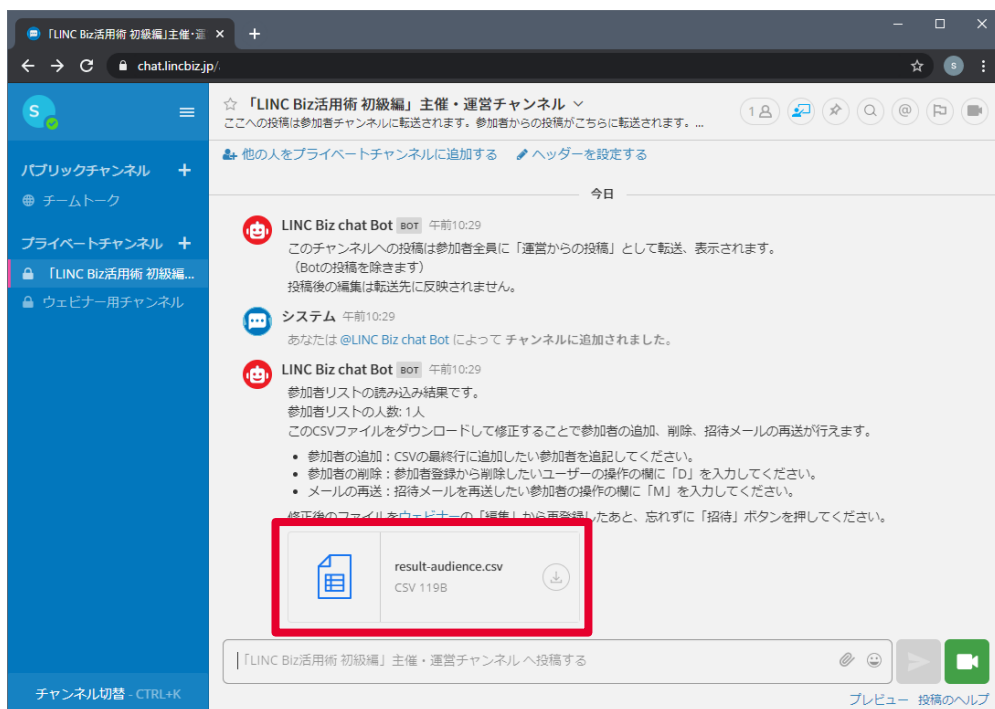 「LINC Biz活用術 初級編」主催・運
chat.lincbiz.jp/
S
S
☆ 「LINC Biz活用術 初級編」主催・運営チャンネル
1
ここへの投稿は参加者チャンネルに転送されます。参加者からの投稿がこちらに転送されます。...
他の人をプライベートチャンネルに追加する
ヘッダーを設定する
パブリックチャンネル +
チームトーク
プライベートチャンネル +
「LINC Biz活用術 初級編...
ウェビナー用チャンネル
今日
LINC Biz chat Bot BOT 午前10:29
このチャンネルへの投稿は参加者全員に「運営からの投稿」として転送、表示されます。
（Botの投稿を除きます）
投稿後の編集は転送先に反映されません。
システム 午前10:29
あなたは @LINC Biz chat Bot によって チャンネルに追加されました。
LINC Biz chat Bot BOT 午前10:29
参加者リストの読み込み結果です。
参加者リストの人数: 1人
このCSVファイルをダウンロードして修正することで参加者の追加、削除、招待メールの再送が行えます。
• 参加者の追加：CSVの最終行に追加したい参加者を追記してください。
• 参加者の削除：参加者登録から削除したいユーザーの操作の欄に「D」を入力してください。
• メールの再送：招待メールを再送したい参加者の操作の欄に「M」を入力してください。
修正後のファイルをウェビナーの「編集」から再登録したあと、忘れずに「招待」ボタンを押してください。
result-audience.csv
CSV 119B
「LINC Biz活用術 初級編」主催・運営チャンネル へ投稿する
チャンネル切替 - CTRL+K
プレビュー 投稿のヘルプ